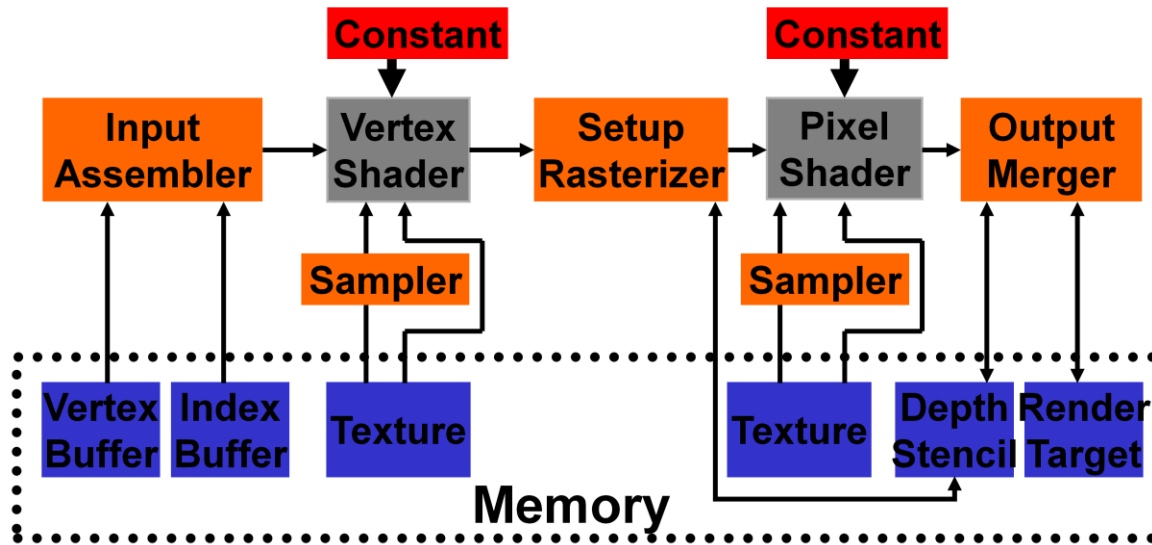 Constant
Constant
Input
Assembler
Vertex
Shader
Setup
Rasterizer
Pixel
Shader
Output
Merger
Sampler
Sampler
Vertex
Buffer
Index
Buffer
Texture
Texture
Depth
Stencil
Render
Target
Memory